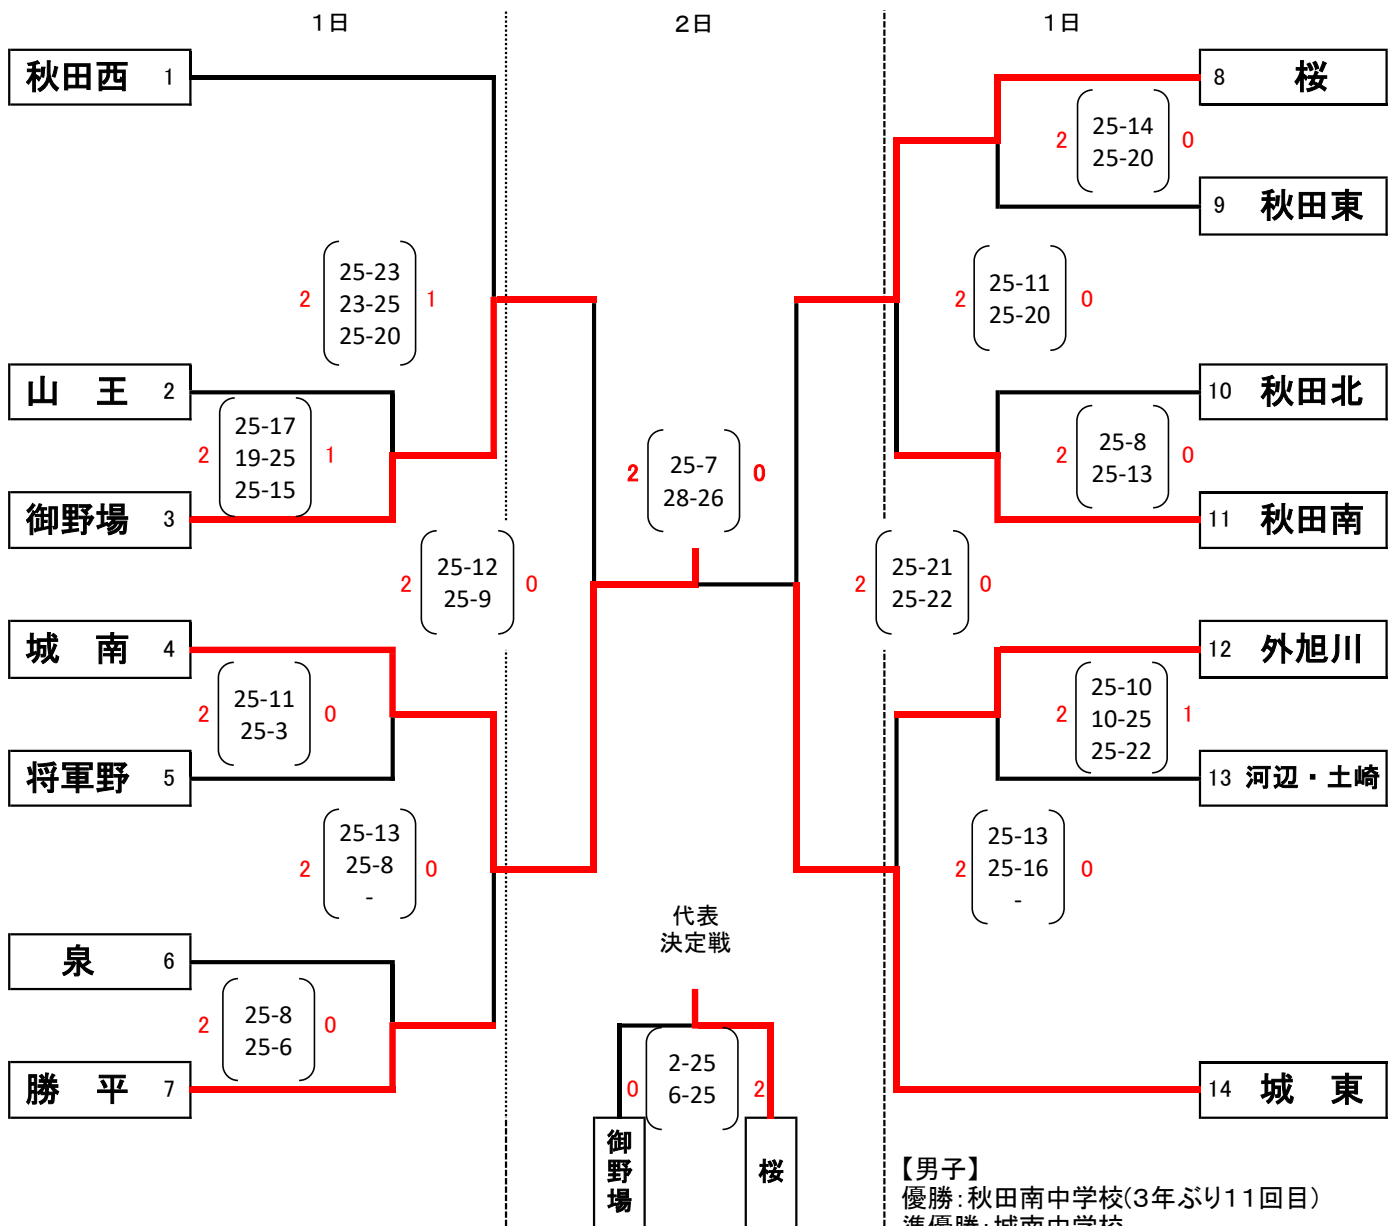 1日
2日
1日
秋田西 1
25-23
2 23-25 1
25-20
山 王 2
25-17
2 19-25 1
25-15
御野場 3
25-12
2 0
25-9
城 南 4
25-11
2 0
25-3
将軍野 5
25-13
2 25-8 0
-
泉 6
25-8
2 0
25-6
勝 平 7
25-7
2 0
28-26
代表
決定戦
2-25
0 2
6-25
御野場
桜
8 桜
25-14
2 0
25-20
9 秋田東
25-11
2 0
25-20
10 秋田北
25-8
2 0
25-13
11 秋田南
25-21
2 0
25-22
12 外旭川
25-10
2 10-25 1
25-22
13 河辺・土崎
25-13
2 25-16 0
-
14 城 東
【男子】
優勝:秋田南中学校(3年ぶり11回目)
準優勝:城南中学校